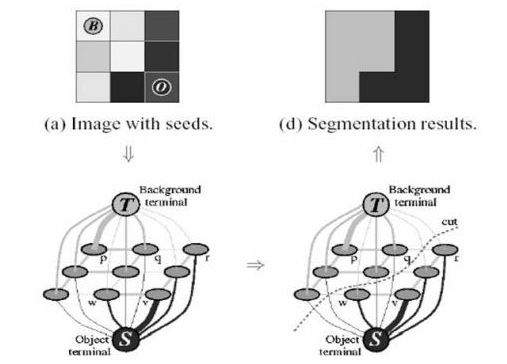 B
O
(a) Image with seeds.
(d) Segmentation results.
Background
terminal
T
p
q
r
w
v
S
Object
terminal
Background
terminal
T
cut
p
q
r
w
v
S
Object
terminal